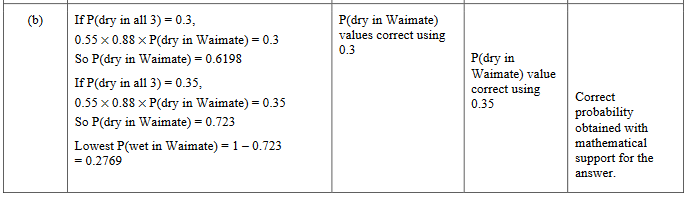 (b)
If P(dry in all 3) = 0.3,
0.55 × 0.88 × P(dry in Waimate) = 0.3
So P(dry in Waimate) = 0.6198
If P(dry in all 3) = 0.35,
0.55 × 0.88 × P(dry in Waimate) = 0.35
So P(dry in Waimate) = 0.723
Lowest P(wet in Waimate) = 1 – 0.723
= 0.2769
P(dry in Waimate)
values correct using
0.3
P(dry in
Waimate) value
correct using
0.35
Correct
probability
obtained with
mathematical
support for the
answer.